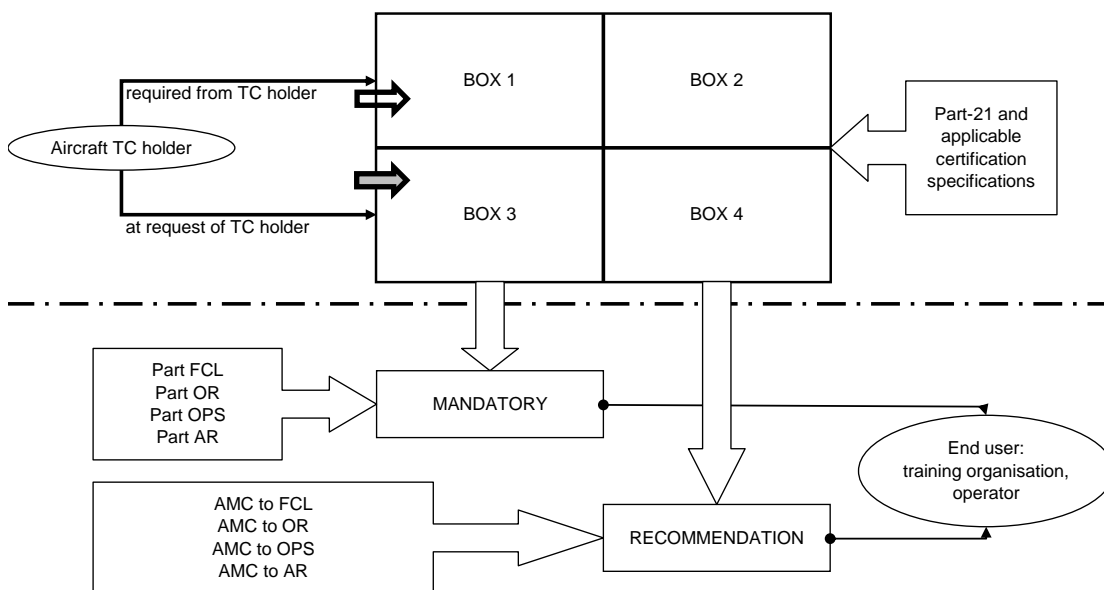 required from TC holder
Aircraft TC holder
at request of TC holder
BOX 1
BOX 2
BOX 3
BOX 4
Part-21 and
applicable
certification
specifications
Part FCL
Part OR
Part OPS
Part AR
MANDATORY
End user:
training organisation,
operator
AMC to FCL
AMC to OR
AMC to OPS
AMC to AR
RECOMMENDATION